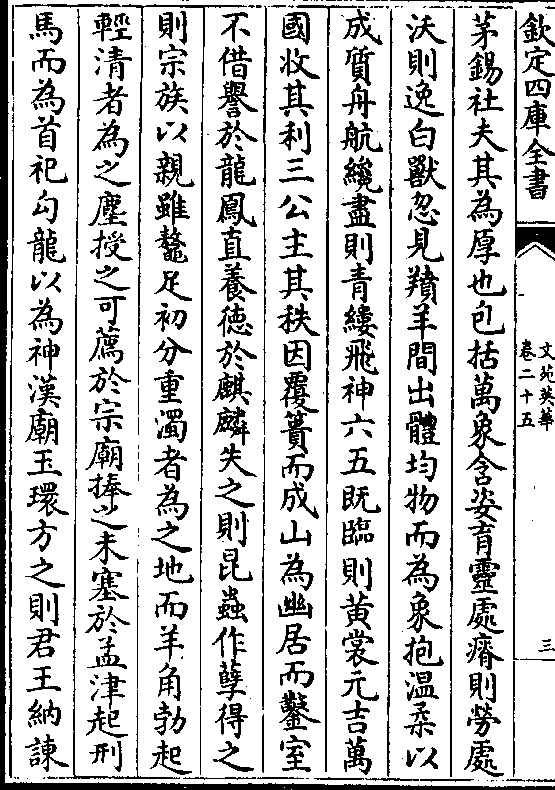 欽定四庫全書
文苑英華
卷二十五
三
茅錫社夫其為厚也包括萬象含姿育靈處瘠則勞處
沃則逸白獸忽見羵羊間出體均物而為象抱温柔以
成質舟航纔盡則青縷飛神六五既臨則黄裳元吉萬
國收其利三公主其秩因覆簣而成山為幽居而鑿室
不借譽於龍鳳直養徳於麒麟失之則昆蟲作孽得之
則宗族以親雖鼇足初分重濁者為之地而羊角勃起
輕清者為之塵授之可薦於宗廟捧之未塞於孟津起刑
馬而為首祀勾龍以為神漢廟玉環方之則君王納諫